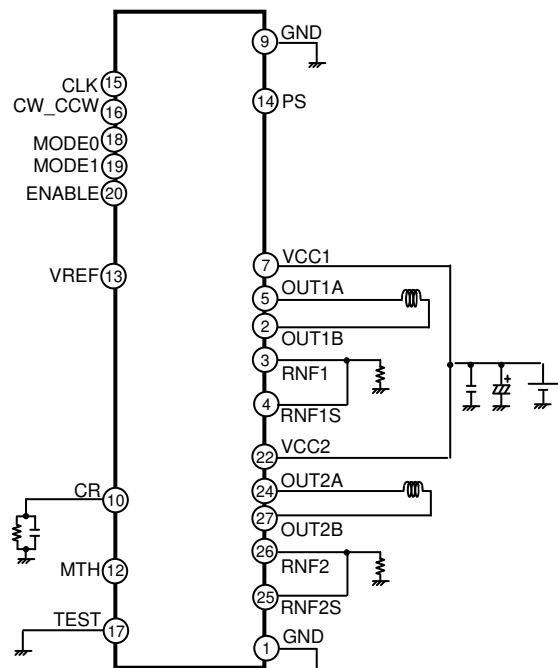 9 GND
15 CLK
14 PS
CW_CCW 16
MODE0 18
MODE1 19
ENABLE 20
7 VCC1
VREF 13
5 OUT1A
2 OUT1B
3 RNF1
4 RNF1S
22 VCC2
CR 10
24 OUT2A
27 OUT2B
26 RNF2
MTH 12
25 RNF2S
TEST 17
1 GND
+